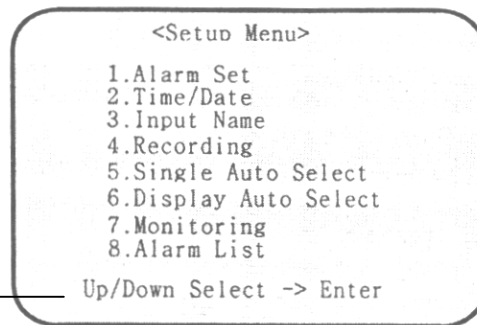 <Setup Menu>
1.Alarm Set
2.Time/Date
3.Input Name
4.Recording
5.Single Auto Select
6.Display Auto Select
7.Monitoring
8.Alarm List
Up/Down Select -> Enter